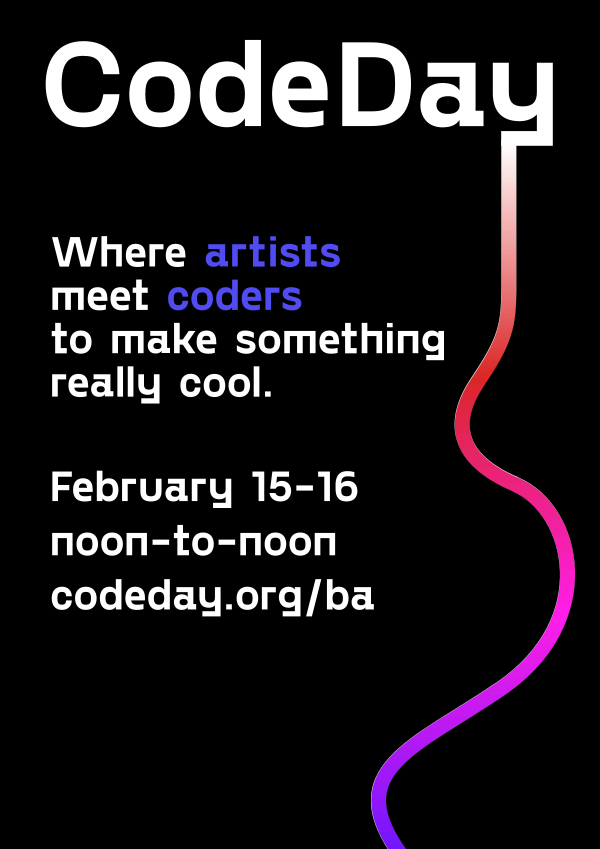 CodeDay
Where artists
meet coders
to make something
really cool.
February 15-16
noon-to-noon
codeday.org/ba